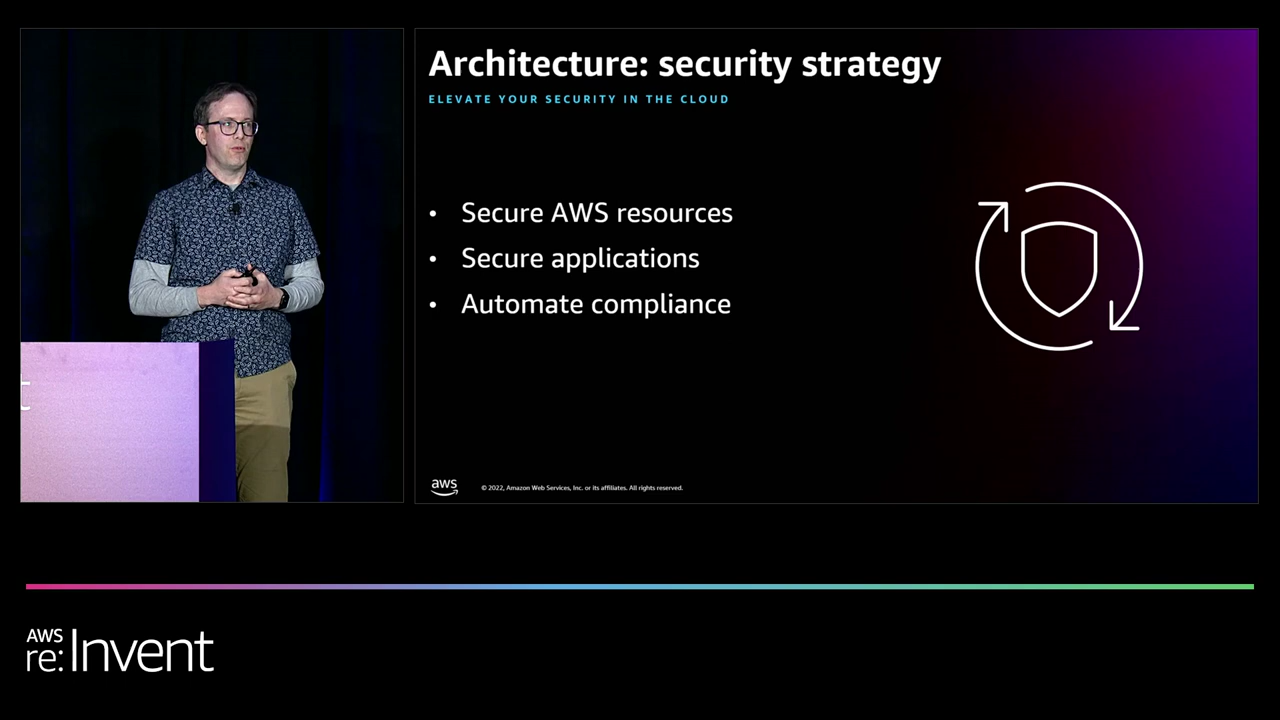 Architecture: security strategy
ELEVATE YOUR SECURITY IN THE CLOUD
• Secure AWS resources
• Secure applications
• Automate compliance
t
aws
© 2022, Amazon Web Services, Inc. or its affiliates. All rights reserved.
AWS
re:Invent